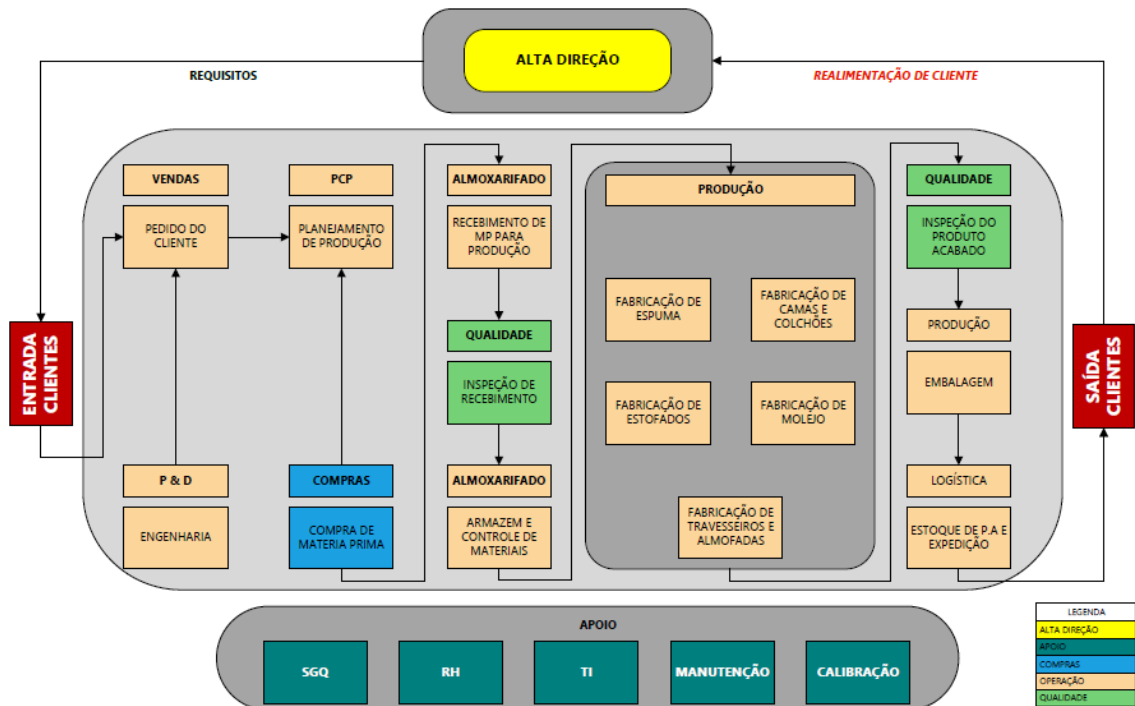 ALTA DIREÇÃO
REQUISITOS
REALIMENTAÇÃO DE CLIENTE
ENTRADA
CLIENTES
VENDAS
PEDIDO DO
CLIENTE
P & D
ENGENHARIA
PCP
PLANEJAMENTO
DE PRODUÇÃO
COMPRAS
COMPRA DE
MATERIA PRIMA
ALMOXARIFADO
RECEBIMENTO DE
MP PARA
PRODUÇÃO
QUALIDADE
INSPEÇÃO DE
RECEBIMENTO
ALMOXARIFADO
ARMAZEM E
CONTROLE DE
MATERIAIS
PRODUÇÃO
FABRICAÇÃO DE
ESPUMA
FABRICAÇÃO DE
CAMAS E
COLCHÕES
FABRICAÇÃO DE
ESTOFADOS
FABRICAÇÃO DE
MOLEJO
FABRICAÇÃO DE
TRAVESSEIROS E
ALMOFADAS
QUALIDADE
INSPEÇÃO DO
PRODUTO
ACABADO
PRODUÇÃO
EMBALAGEM
LOGÍSTICA
ESTOQUE DE P.A E
EXPEDIÇÃO
SAÍDA
CLIENTES
APOIO
SGQ
RH
TI
MANUTENÇÃO
CALIBRAÇÃO
LEGENDA
ALTA DIREÇÃO
APOIO
COMPRAS
OPERAÇÃO
QUALIDADE